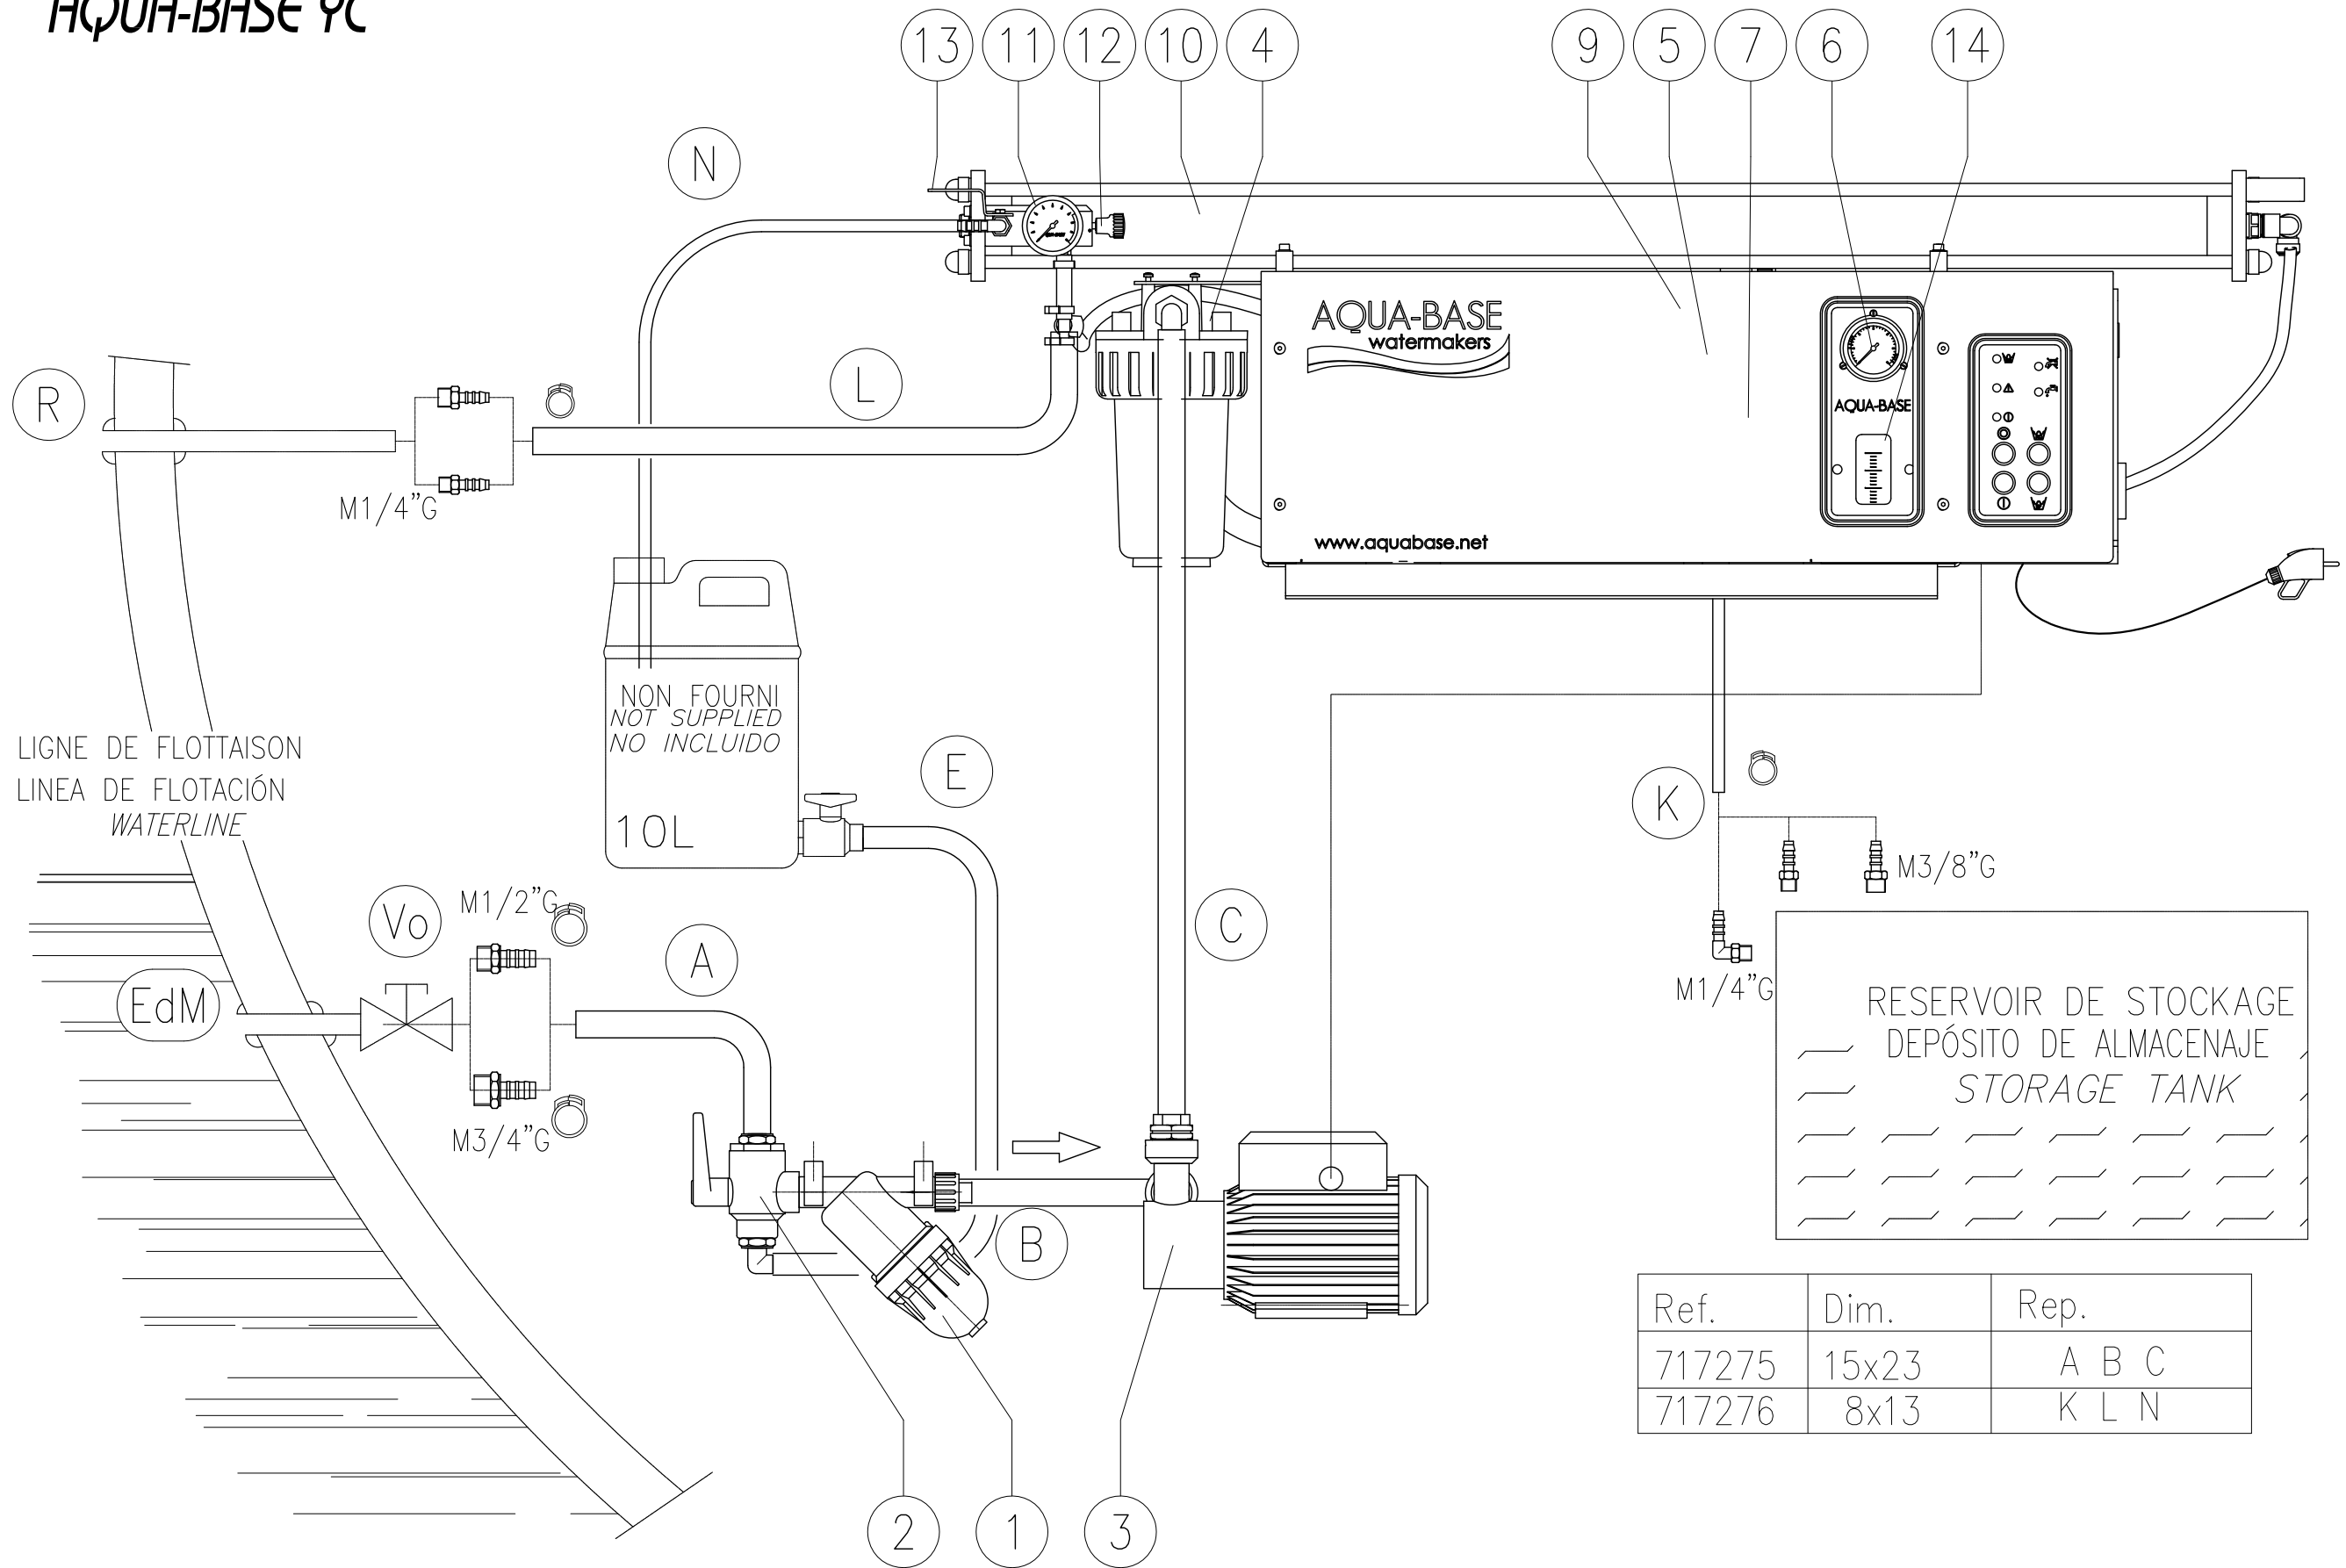 AQUA-BASE YC
13 11 12 10 4 9 5 7 6 14
N
R
L
M1/4"G
AQUA-BASE
watermakers
AQUA-BASE
www.aquabase.net
NON FOURNI
NOT SUPPLIED
NO INCLUIDO
10L
E
LIGNE DE FLOTTAISON
LINEA DE FLOTACIÓN
WATERLINE
K
M3/8"G
M1/4"G
Vo
M1/2"G
A
C
EdM
M3/4"G
B
RESERVOIR DE STOCKAGE
DEPÓSITO DE ALMACENAJE
STORAGE TANK
Ref. Dim. Rep.
717275 15x23 A B C
717276 8x13 K L N
2 1 3